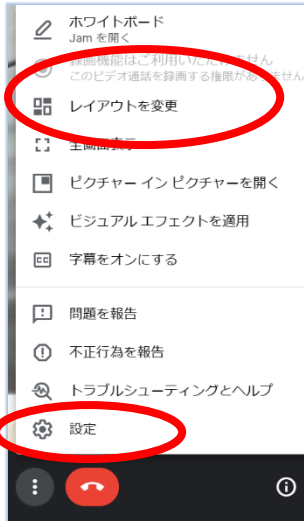 ホワイトボード
Jam を開く
録画機能はご利用いただけません
このビデオ通話を録画する権限がありません
レイアウトを変更
全画面表示
ピクチャー イン ピクチャーを開く
ビジュアル エフェクトを適用
CC
字幕をオンにする
問題を報告
不正行為を報告
トラブルシューティングとヘルプ
設定